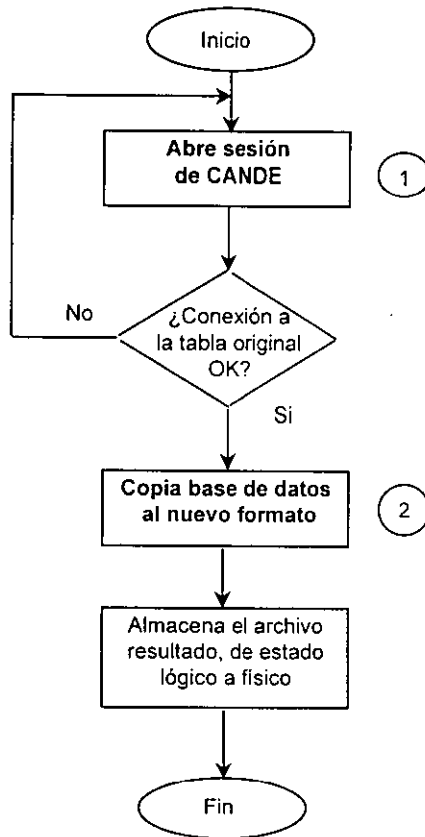 Inicio
Abre sesión
de CANDE
1
No
¿Conexión a
la tabla original
OK?
Si
Copia base de datos
al nuevo formato
2
Almacena el archivo
resultado, de estado
lógico a físico
Fin